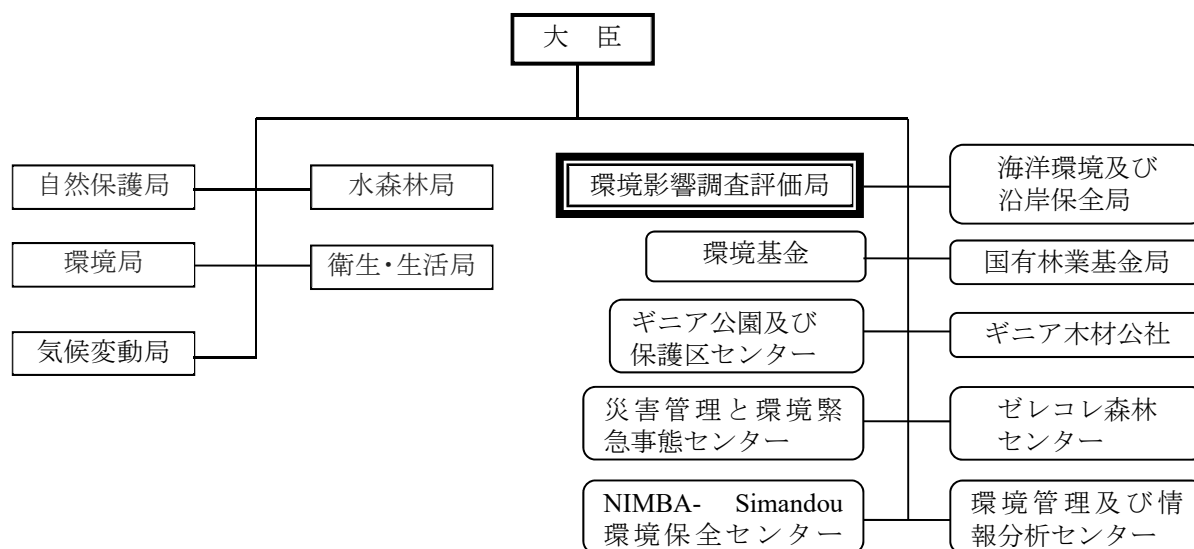 大　臣
自然保護局
水森林局
環境影響調査評価局
海洋環境及び
沿岸保全局
環境局
衛生・生活局
環境基金
国有林業基金局
気候変動局
ギニア公園及び
保護区センター
ギニア木材公社
災害管理と環境緊
急事態センター
ゼレコレ森林
センター
NIMBA- Simandou
環境保全センター
環境管理及び情
報分析センター